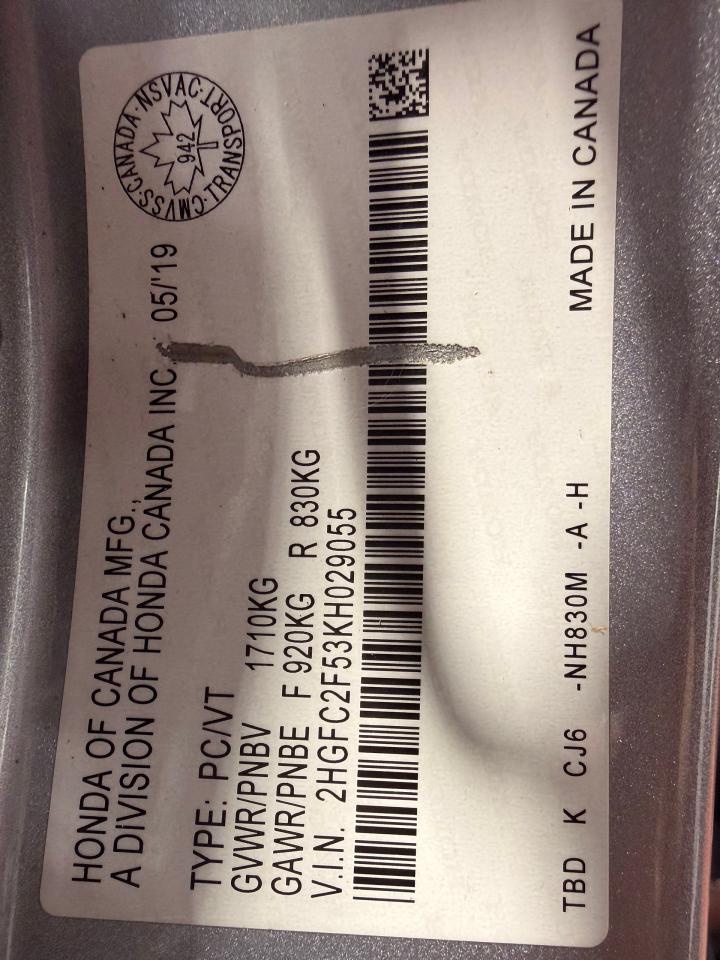 HONDA OF CANADA MFG.,
A DIVISION OF HONDA CANADA INC. 05/'19
CMVSS·CANADA·NSVAC·TRANSPORT·
942
TYPE: PC/VT
GVWR/PNBV 1710KG
GAWR/PNBE F 920KG R 830KG
V.I.N. 2HGFC2F53KH029055
TBD K CJ6 -NH830M -A -H MADE IN CANADA